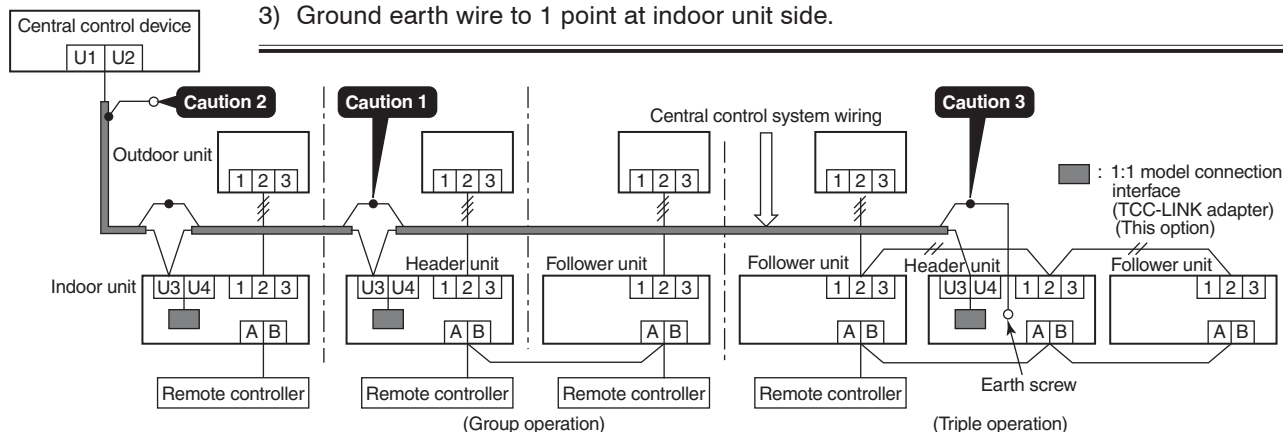 3) Ground earth wire to 1 point at indoor unit side.
Central control device
U1 U2
Caution 2
Caution 1
Caution 3
Central control system wiring
Outdoor unit
1 2 3
1 2 3
1 2 3
1 2 3
: 1:1 model connection
interface
(TCC-LINK adapter)
(This option)
Indoor unit
U3 U4
1 2 3
A B
Header unit
U3 U4
1 2 3
A B
Follower unit
1 2 3
A B
Follower unit
1 2 3
A B
Header unit
U3 U4
1 2 3
A B
Follower unit
1 2 3
A B
Earth screw
Remote controller
Remote controller
Remote controller
Remote controller
(Group operation)
(Triple operation)